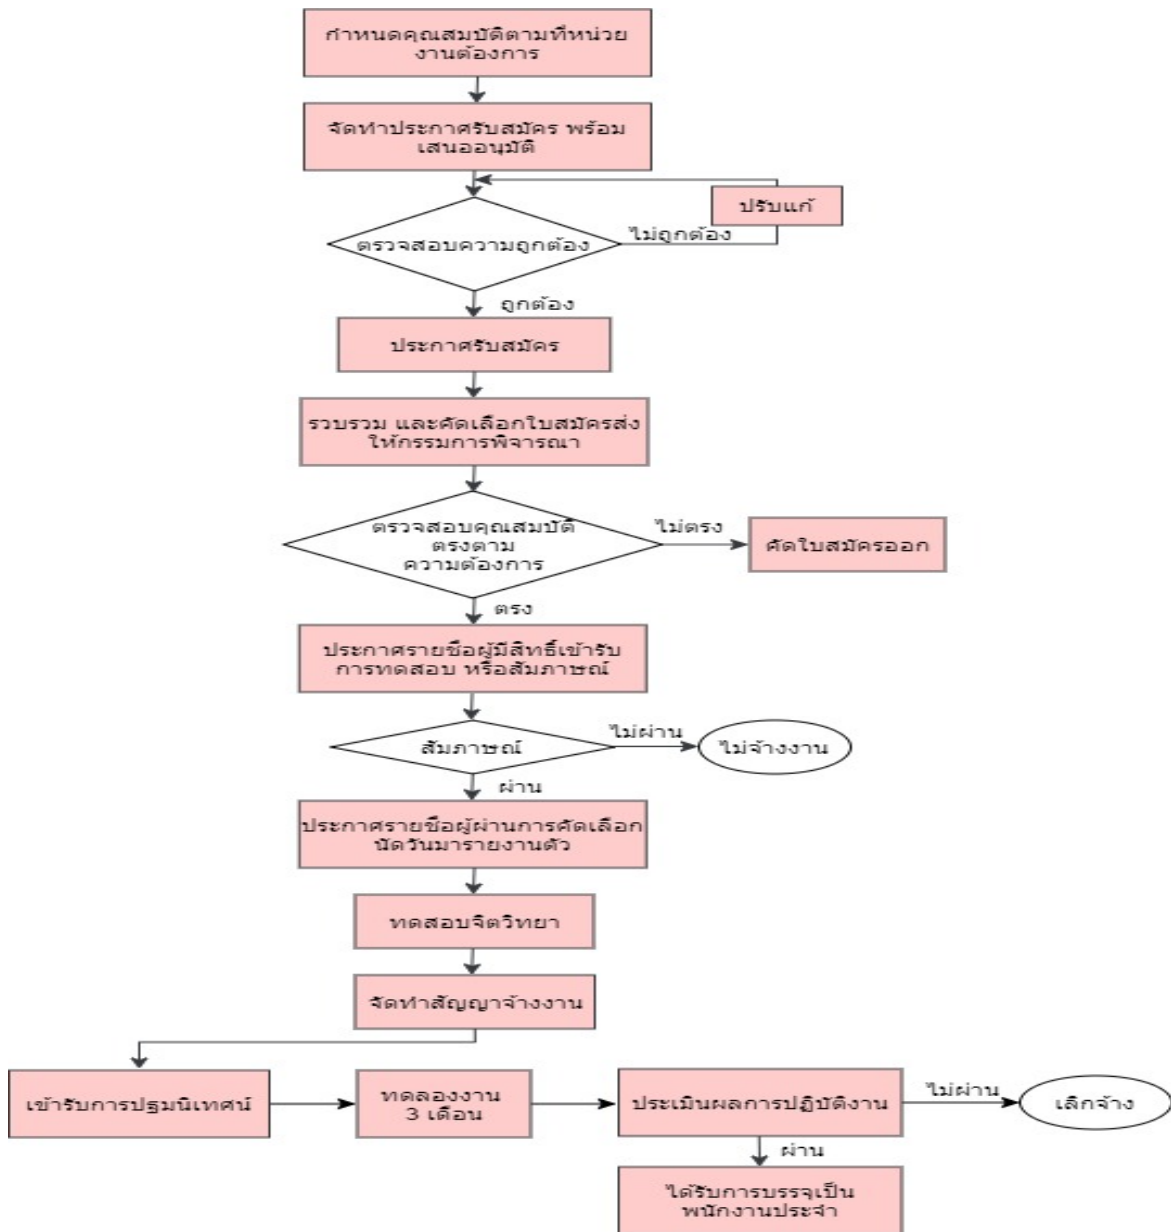 กำหนดคุณสมบัติตามที่หน่วย
งานต้องการ
จัดทำประกาศรับสมัคร พร้อม
เสนออนุมัติ
ปรับแก้
ตรวจสอบความถูกต้อง
ไม่ถูกต้อง
ถูกต้อง
ประกาศรับสมัคร
รวบรวม และคัดเลือกใบสมัครส่ง
ให้กรรมการพิจารณา
ตรวจสอบคุณสมบัติ
ตรงตาม
ความต้องการ
ไม่ตรง
คัดใบสมัครออก
ตรง
ประกาศรายชื่อผู้มีสิทธิ์เข้ารับ
การทดสอบ หรือสัมภาษณ์
สัมภาษณ์
ไม่ผ่าน
ไม่จ้างงาน
ผ่าน
ประกาศรายชื่อผู้ผ่านการคัดเลือก
นัดวันมารายงานตัว
ทดสอบจิตวิทยา
จัดทำสัญญาจ้างงาน
เข้ารับการปฐมนิเทศน์
ทดลองงาน
3 เดือน
ประเมินผลการปฏิบัติงาน
ไม่ผ่าน
เลิกจ้าง
ผ่าน
ได้รับการบรรจุเป็น
พนักงานประจำ